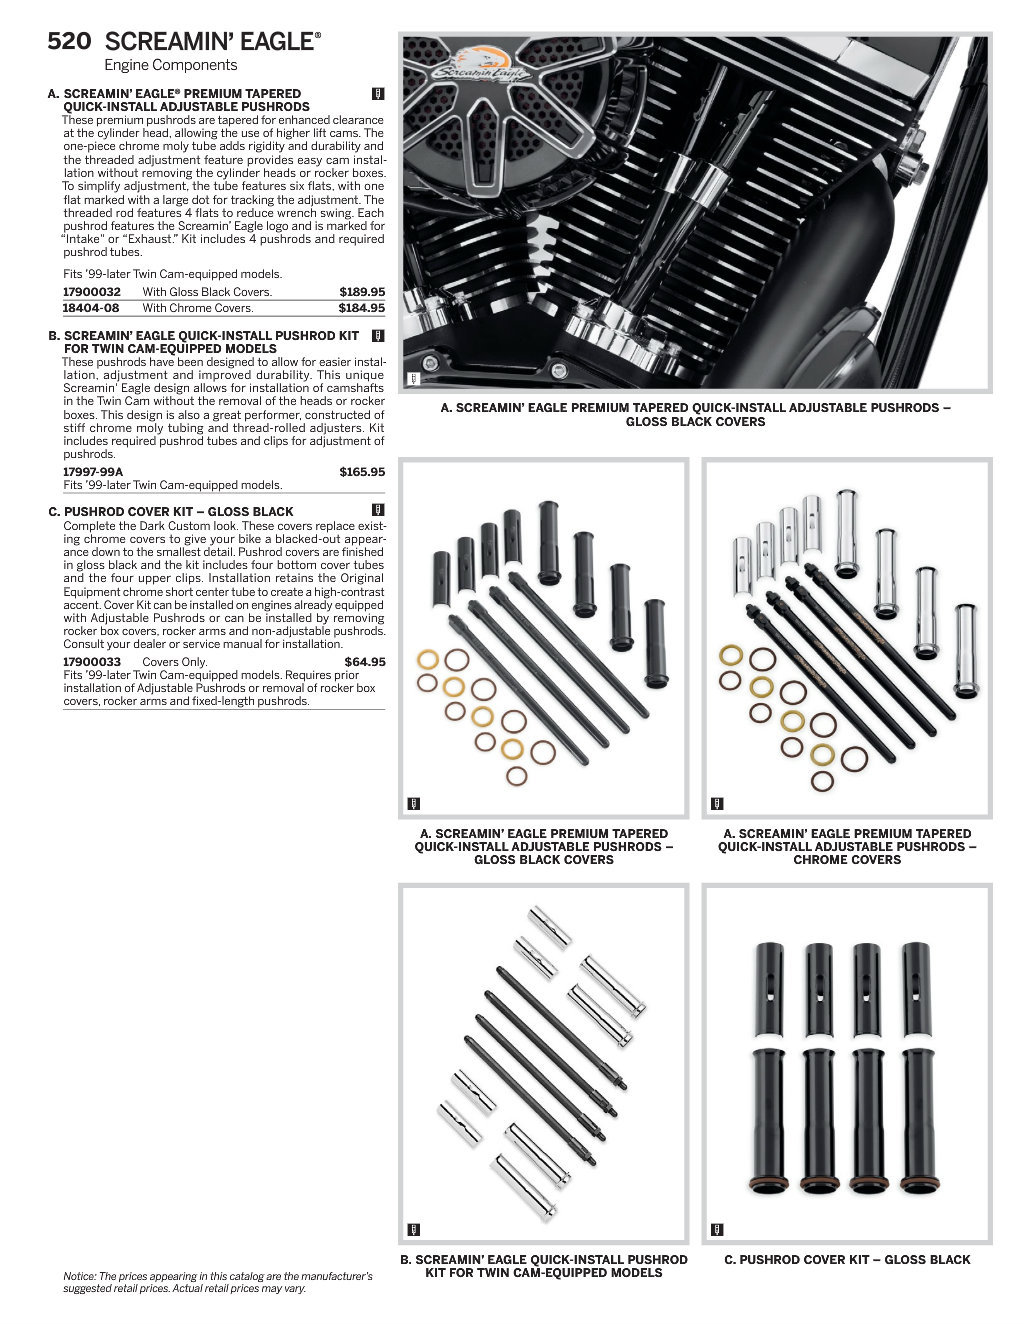 520 SCREAMIN’ EAGLE®
Engine Components
A. SCREAMIN’ EAGLE® PREMIUM TAPERED
QUICK-INSTALL ADJUSTABLE PUSHRODS
These premium pushrods are tapered for enhanced clearance
at the cylinder head, allowing the use of higher lift cams. The
one-piece chrome moly tube adds rigidity and durability and
the threaded adjustment feature provides easy cam instal-
lation without removing the cylinder heads or rocker boxes.
To simplify adjustment, the tube features six flats, with one
flat marked with a large dot for tracking the adjustment. The
threaded rod features 4 flats to reduce wrench swing. Each
pushrod features the Screamin’ Eagle logo and is marked for
“Intake" or “Exhaust.” Kit includes 4 pushrods and required
pushrod tubes.
Fits ’99-later Twin Cam-equipped models.
17900032 With Gloss Black Covers. $189.95
18404-08 With Chrome Covers. $184.95
B. SCREAMIN’ EAGLE QUICK-INSTALL PUSHROD KIT
FOR TWIN CAM-EQUIPPED MODELS
These pushrods have been designed to allow for easier instal-
lation, adjustment and improved durability. This unique
Screamin’ Eagle design allows for installation of camshafts
in the Twin Cam without the removal of the heads or rocker
boxes. This design is also a great performer, constructed of
stiff chrome moly tubing and thread-rolled adjusters. Kit
includes required pushrod tubes and clips for adjustment of
pushrods.
17997-99A $165.95
Fits ’99-later Twin Cam-equipped models.
C. PUSHROD COVER KIT – GLOSS BLACK
Complete the Dark Custom look. These covers replace exist-
ing chrome covers to give your bike a blacked-out appear-
ance down to the smallest detail. Pushrod covers are finished
in gloss black and the kit includes four bottom cover tubes
and the four upper clips. Installation retains the Original
Equipment chrome short center tube to create a high-contrast
accent. Cover Kit can be installed on engines already equipped
with Adjustable Pushrods or can be installed by removing
rocker box covers, rocker arms and non-adjustable pushrods.
Consult your dealer or service manual for installation.
17900033 Covers Only. $64.95
Fits ’99-later Twin Cam-equipped models. Requires prior
installation of Adjustable Pushrods or removal of rocker box
covers, rocker arms and fixed-length pushrods.
Screamin Eagle
A. SCREAMIN’ EAGLE PREMIUM TAPERED QUICK-INSTALL ADJUSTABLE PUSHRODS –
GLOSS BLACK COVERS
A. SCREAMIN’ EAGLE PREMIUM TAPERED
QUICK-INSTALL ADJUSTABLE PUSHRODS –
GLOSS BLACK COVERS
A. SCREAMIN’ EAGLE PREMIUM TAPERED
QUICK-INSTALL ADJUSTABLE PUSHRODS –
CHROME COVERS
B. SCREAMIN’ EAGLE QUICK-INSTALL PUSHROD
KIT FOR TWIN CAM-EQUIPPED MODELS
C. PUSHROD COVER KIT – GLOSS BLACK
Notice: The prices appearing in this catalog are the manufacturer’s
suggested retail prices. Actual retail prices may vary.